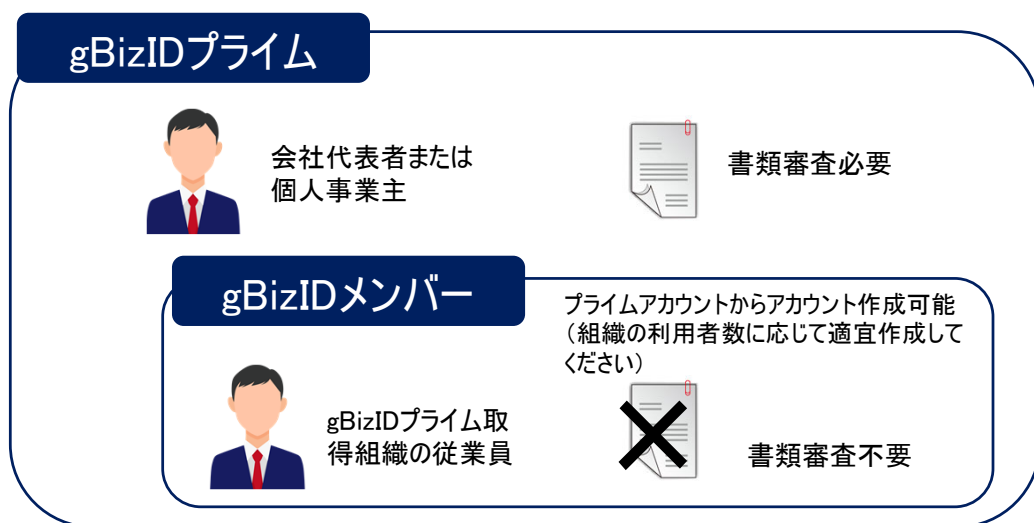 gBizIDプライム
会社代表者または
個人事業主
書類審査必要
gBizIDメンバー
プライムアカウントからアカウント作成可能
（組織の利用者数に応じて適宜作成して
ください）
gBizIDプライム取
得組織の従業員
書類審査不要